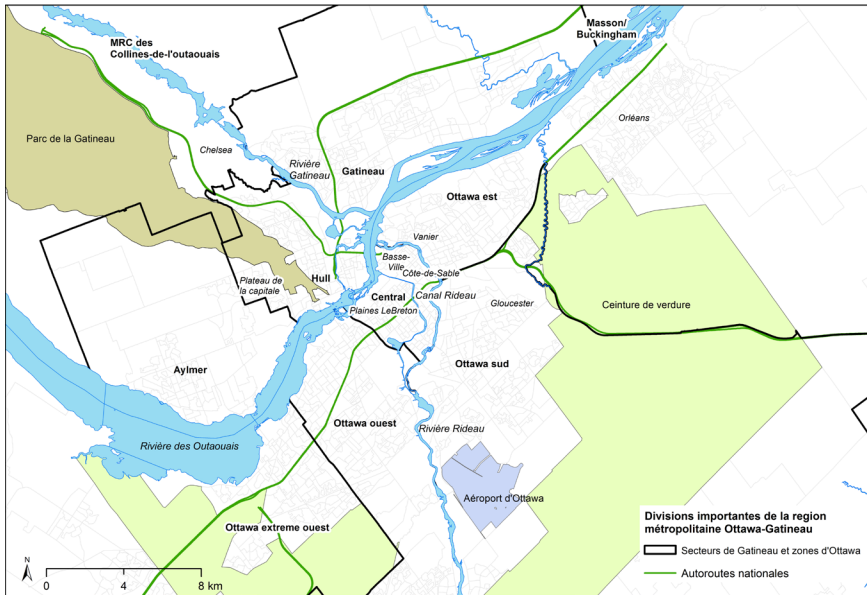 MRC des
Collines-de-l'outaouais
Masson/
Buckingham
Orléans
Parc de la Gatineau
Chelsea
Rivière
Gatineau
Gatineau
Ottawa est
Vanier
Basse-
Ville
Côte-de-Sable
Plateau de
la capitale
Hull
Central
Canal Rideau
Plaines LeBreton
Gloucester
Ceinture de verdure
Aylmer
Ottawa sud
Ottawa ouest
Rivière Rideau
Rivière des Outaouais
Aéroport d'Ottawa
Ottawa extreme ouest
Divisions importantes de la region
métropolitaine Ottawa-Gatineau
Secteurs de Gatineau et zones d'Ottawa
Autoroutes nationales
N
0 4 8 km